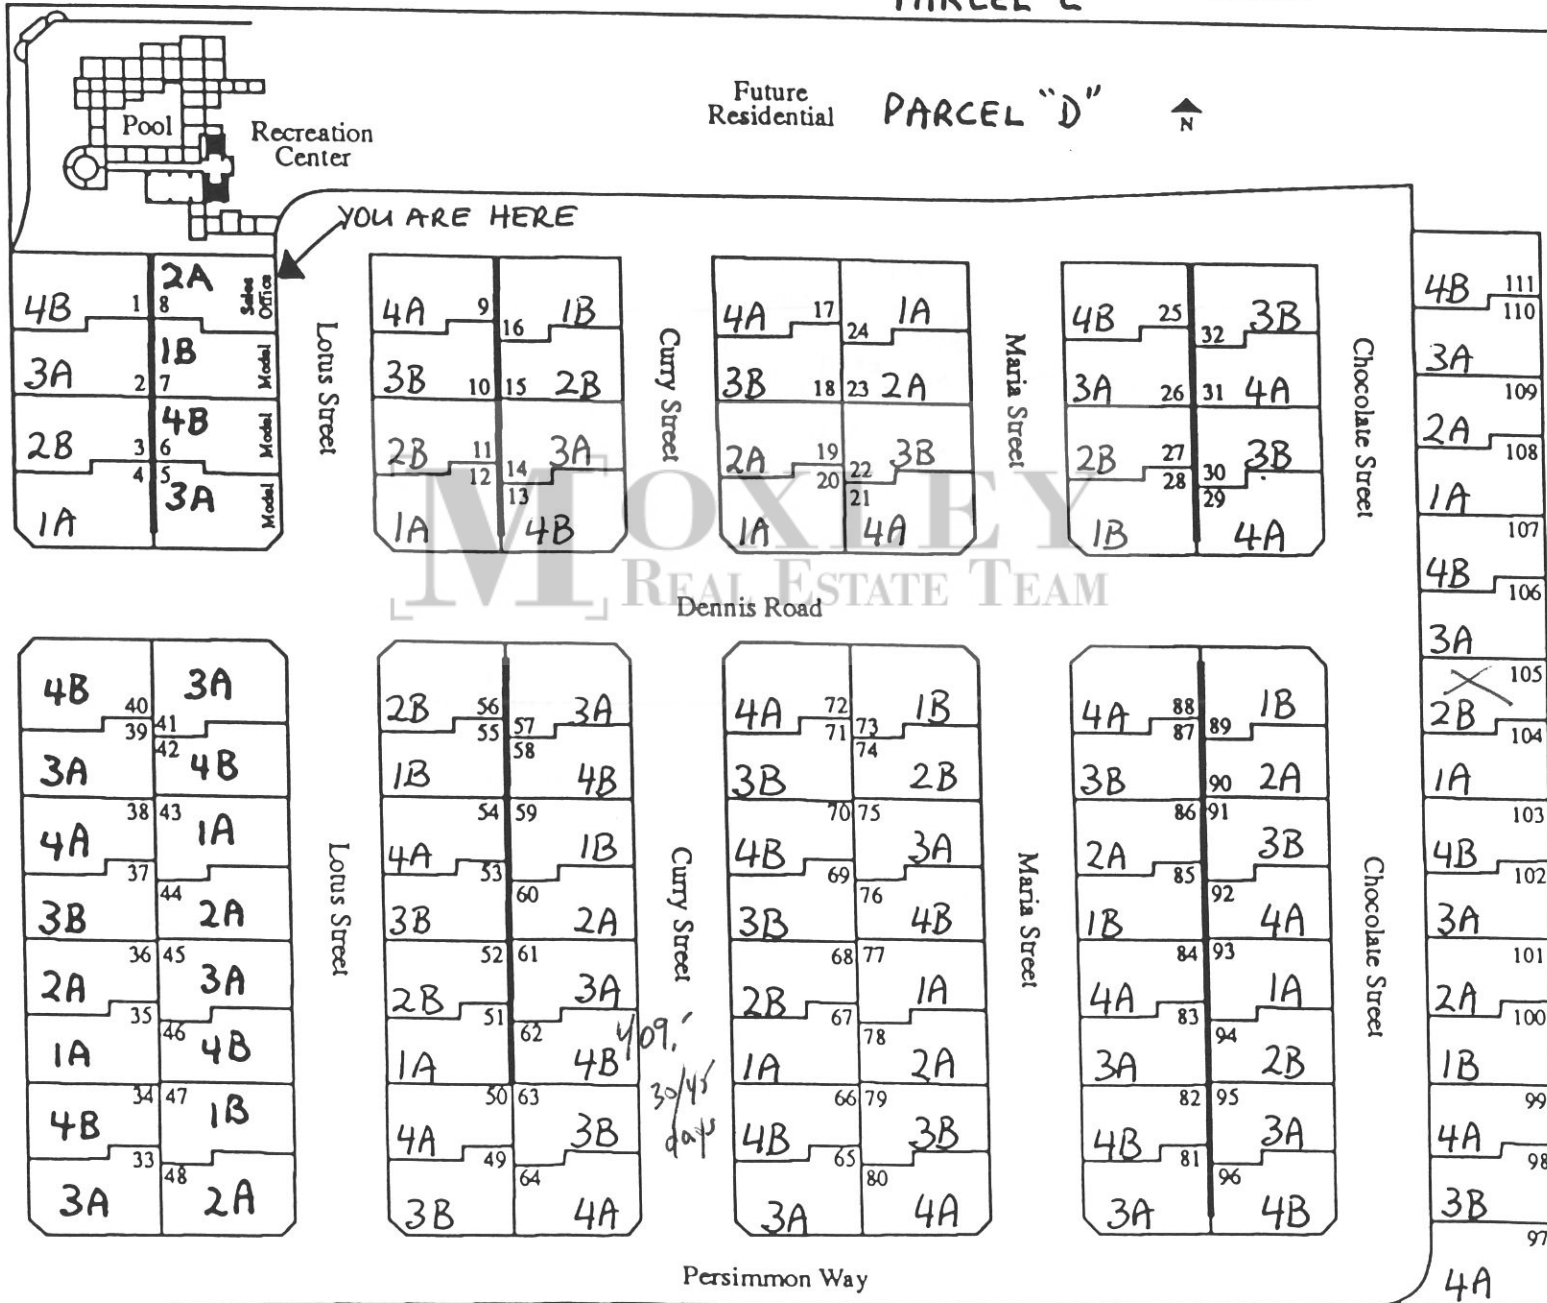 PARCEL "E"
Future
Residential
PARCEL "D"
N
Pool
Recreation
Center
YOU ARE HERE
4B 1
8 2A Sales Office
3A 2
7 1B Model
2B 3
6 4B Model
1A 4
5 3A Model
Lotus Street
4A 9
16 1B
3B 10
15 2B
2B 11
14 3A
1A 12
13 4B
Curry Street
4A 17
24 1A
3B 18
23 2A
2A 19
22 3B
1A 20
21 4A
Maria Street
4B 25
32 3B
3A 26
31 4A
2B 27
30 3B
1B 28
29 4A
Chocolate Street
MOXLEY
REAL ESTATE TEAM
Dennis Road
4B 40
41 3A
3A 39
42 4B
4A 38
43 1A
3B 37
44 2A
2A 36
45 3A
1A 35
46 4B
4B 34
47 1B
3A 33
48 2A
Lotus Street
2B 56
57 3A
1B 55
58 4B
4A 54
59 1B
3B 53
60 2A
2B 52
61 3A
1A 51
62 4B
4A 50
63 3B
3B 49
64 4A
Curry Street
409,
30/45
days
4A 72
73 1B
3B 71
74 2B
4B 70
75 3A
3B 69
76 4B
2B 68
77 1A
1A 67
78 2A
4B 66
79 3B
3A 65
80 4A
Maria Street
4A 88
89 1B
3B 87
90 2A
2A 86
91 3B
1B 85
92 4A
4A 84
93 1A
3A 83
94 2B
4B 82
95 3A
3A 81
96 4B
Chocolate Street
4B 111
3A 110
2A 109
1A 108
4B 107
3A 106
2B 105
1A 104
4B 103
3A 102
2A 101
1B 100
4A 99
3B 98
4A 97
Persimmon Way